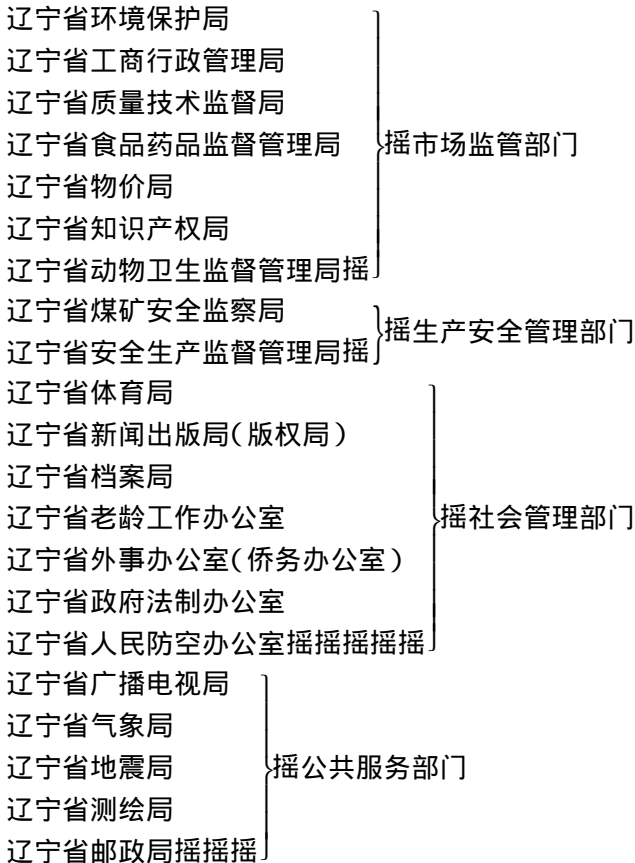 辽宁省环境保护局
辽宁省工商行政管理局
辽宁省质量技术监督局
辽宁省食品药品监督管理局 摇市场监管部门
辽宁省物价局
辽宁省知识产权局
辽宁省动物卫生监督管理局摇
辽宁省煤矿安全监察局
摇生产安全管理部门
辽宁省安全生产监督管理局摇
辽宁省体育局
辽宁省新闻出版局(版权局)
辽宁省档案局
辽宁省老龄工作办公室 摇社会管理部门
辽宁省外事办公室(侨务办公室)
辽宁省政府法制办公室
辽宁省人民防空办公室摇摇摇摇摇
辽宁省广播电视局
辽宁省气象局
辽宁省地震局 摇公共服务部门
辽宁省测绘局
辽宁省邮政局摇摇摇